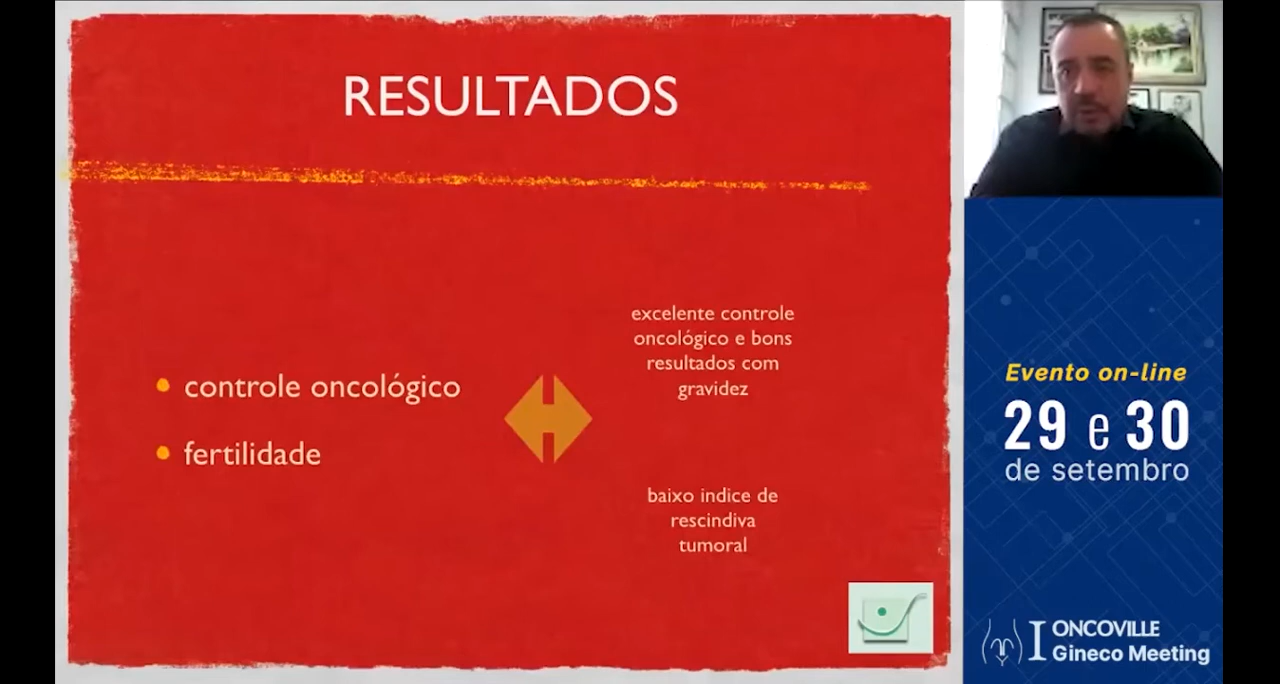 RESULTADOS
controle oncológico
fertilidade
excelente controle
oncológico e bons
resultados com
gravidez
baixo indice de
rescindiva
tumoral
Evento on-line
29 e 30
de setembro
I ONCOVILLE
Gineco Meeting